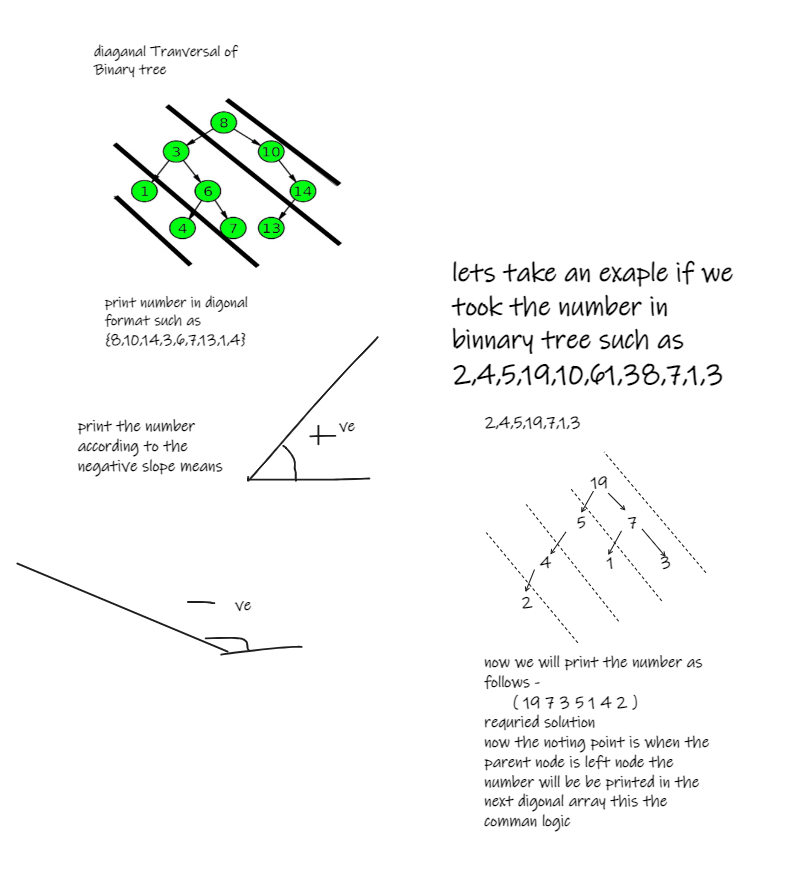 diaganal Tranversal of
Binary tree
8
3
10
1
6
14
4
7
13
print number in digonal
format such as
{8,10,14,3,6,7,13,1,4}
print the number
according to the
negative slope means
+ve
— ve
lets take an exaple if we
took the number in
binnary tree such as
2,4,5,19,10,61,38,7,1,3
2,4,5,19,7,1,3
19
5
7
4
1
3
2
now we will print the number as
follows -
( 19 7 3 5 1 4 2 )
requried solution
now the noting point is when the
parent node is left node the
number will be be printed in the
next digonal array this the
comman logic